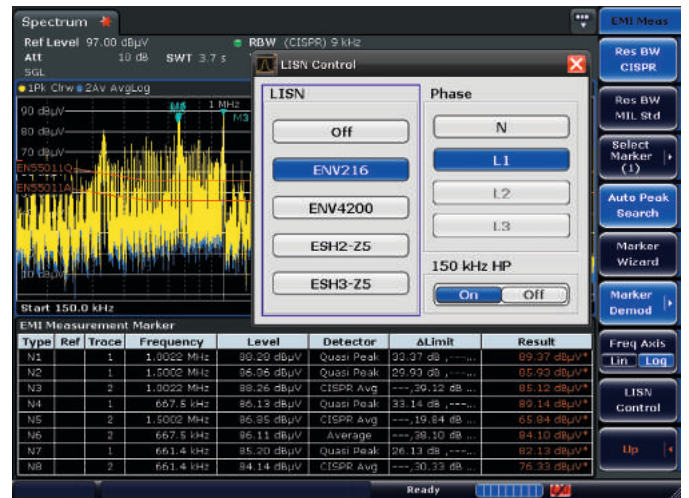 Spectrum
EMI Meas
Ref Level 97.00 dBµV
RBW (CISPR) 9 kHz
Att 10 dB SWT 3.7 s
SGL
1Pk Clrw 2Av AvgLog
90 dBµV
M6
1 MHz
M3
80 dBµV
70 dBµV
EN55011Q
EN55011A
10 dBµV
Start 150.0 kHz
LISN Control
LISN
Off
ENV216
ENV4200
ESH2-Z5
ESH3-Z5
Phase
N
L1
L2
L3
150 kHz HP
On Off
EMI Measurement Marker
Type Ref Trace Frequency Level Detector ΔLimit Result
N1 1 1.0022 MHz 88.28 dBµV Quasi Peak 33.37 dB ,---... 89.37 dBµV*
N2 1 1.5002 MHz 86.86 dBµV Quasi Peak 29.93 dB ,---... 85.93 dBµV*
N3 2 1.0022 MHz 88.26 dBµV CISPR Avg ---,39.12 dB ... 85.12 dBµV*
N4 1 667.5 kHz 86.13 dBµV Quasi Peak 33.14 dB ,---... 89.14 dBµV*
N5 2 1.5002 MHz 86.85 dBµV CISPR Avg ---,19.84 dB ... 65.84 dBµV*
N6 2 667.5 kHz 86.11 dBµV Average ---,38.10 dB ... 84.10 dBµV*
N7 1 661.4 kHz 85.20 dBµV Quasi Peak 26.13 dB ,---... 82.13 dBµV*
N8 2 661.4 kHz 84.14 dBµV CISPR Avg ---,30.33 dB ... 76.33 dBµV*
Ready
Res BW
CISPR
Res BW
MIL Std
Select
Marker
(1)
Auto Peak
Search
Marker
Wizard
Marker
Demod
Freq Axis
Lin Log
LISN
Control
Up